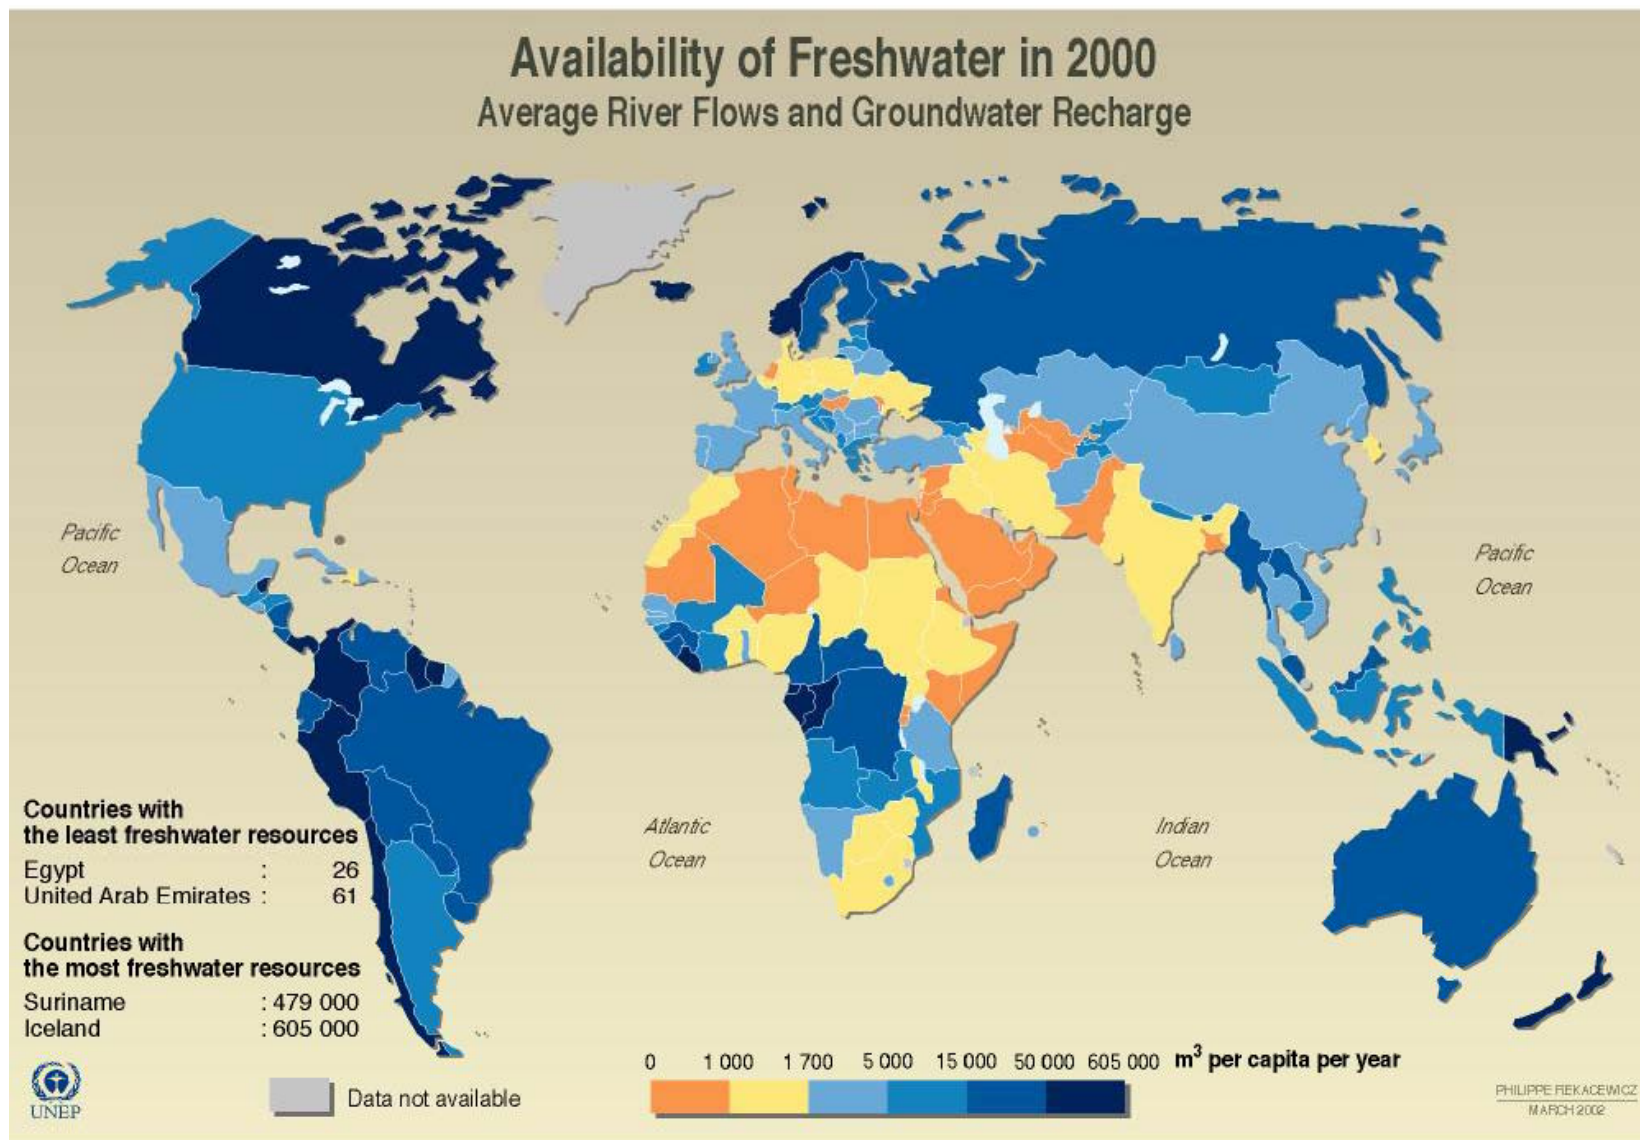 Availability of Freshwater in 2000
Average River Flows and Groundwater Recharge
Pacific
Ocean
Pacific
Ocean
Atlantic
Ocean
Indian
Ocean
Countries with
the least freshwater resources
Egypt : 26
United Arab Emirates : 61
Countries with
the most freshwater resources
Suriname : 479 000
Iceland : 605 000
0 1 000 1 700 5 000 15 000 50 000 605 000 m³ per capita per year
Data not available
UNEP
PHILIPPE REKACEWICZ
MARCH 2002